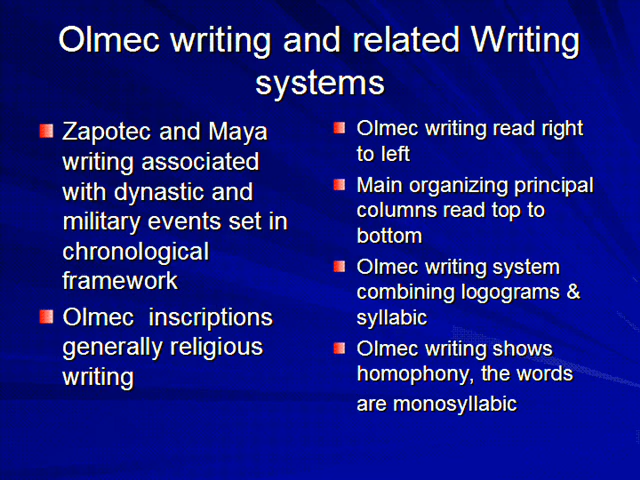 Olmec writing and related Writing
systems
Zapotec and Maya
writing associated
with dynastic and
military events set in
chronological
framework
Olmec inscriptions
generally religious
writing
Olmec writing read right
to left
Main organizing principal
columns read top to
bottom
Olmec writing system
combining logograms &
syllabic
Olmec writing shows
homophony, the words
are monosyllabic